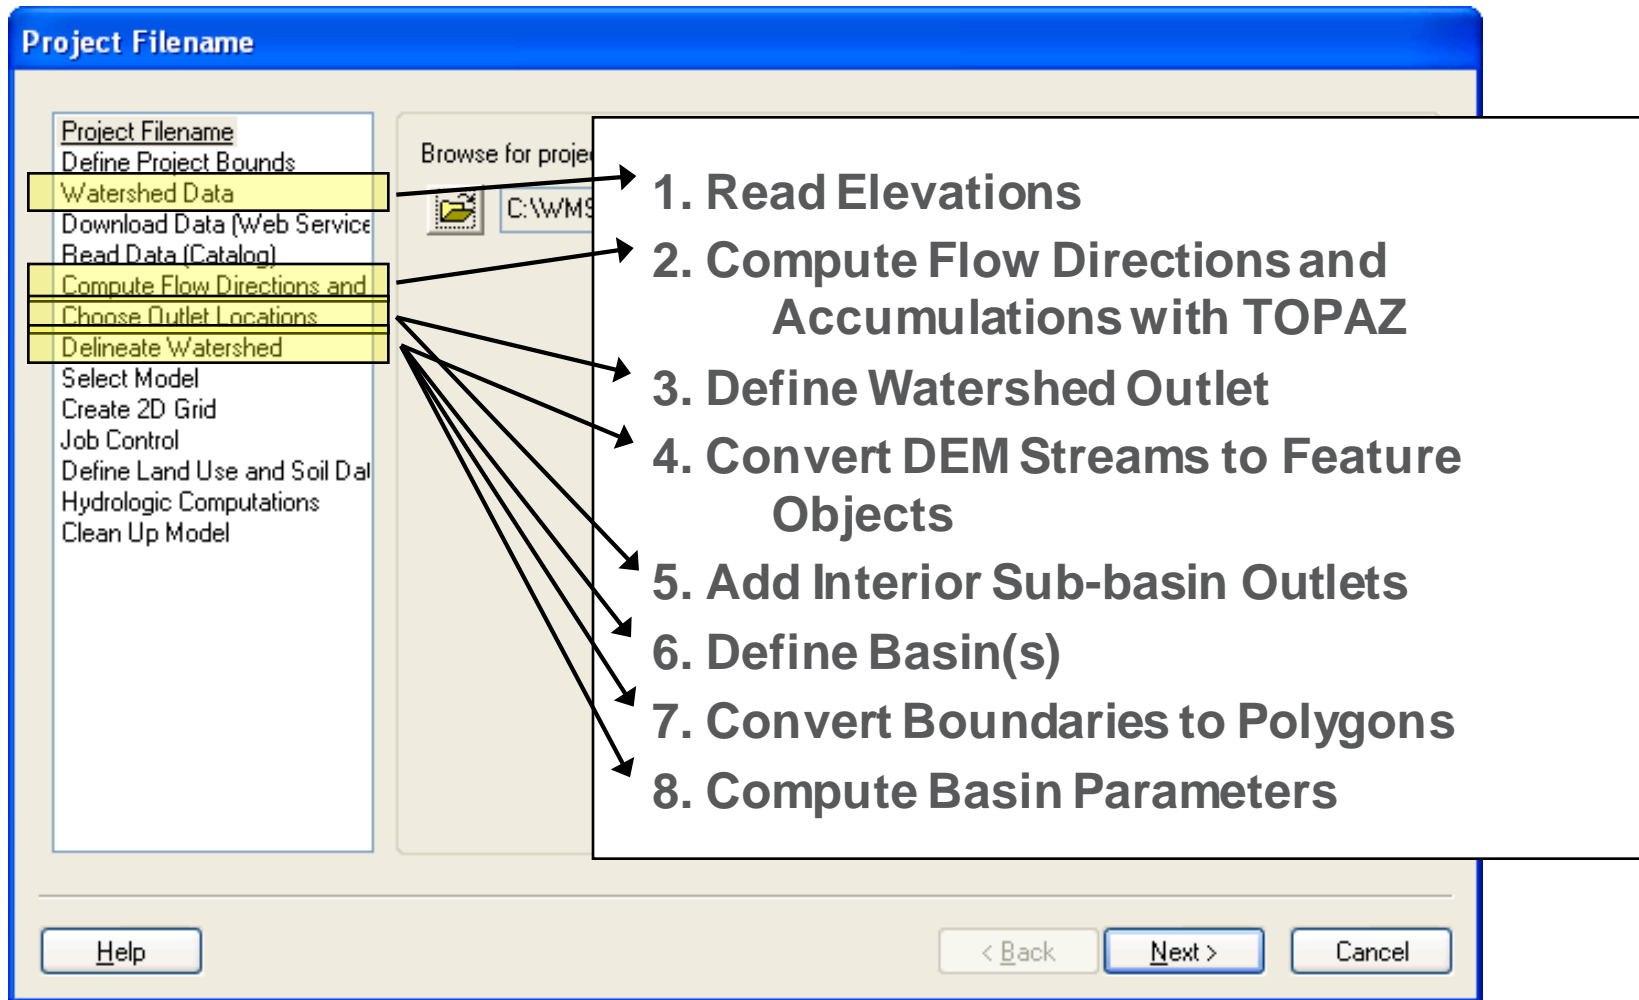 Project Filename
Project Filename
Define Project Bounds
Watershed Data
Download Data (Web Service
Read Data (Catalog)
Compute Flow Directions and
Choose Outlet Locations
Delineate Watershed
Select Model
Create 2D Grid
Job Control
Define Land Use and Soil Dat
Hydrologic Computations
Clean Up Model
Browse for projec
C:\WMS
1. Read Elevations
2. Compute Flow Directions and
Accumulations with TOPAZ
3. Define Watershed Outlet
4. Convert DEM Streams to Feature
Objects
5. Add Interior Sub-basin Outlets
6. Define Basin(s)
7. Convert Boundaries to Polygons
8. Compute Basin Parameters
Help
< Back
Next >
Cancel